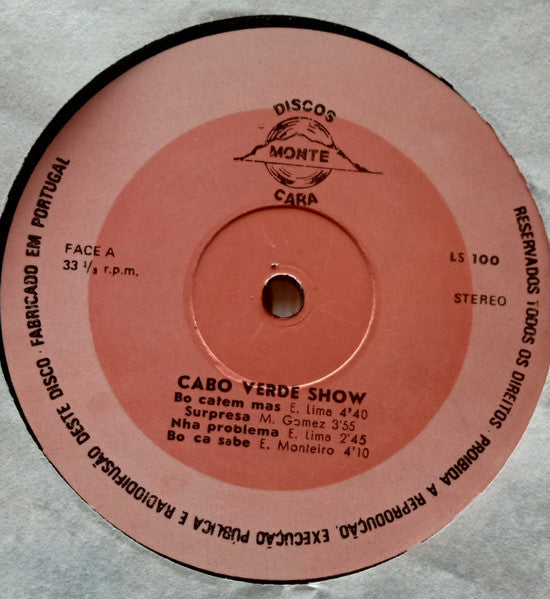 DISCOS
MONTE
CARA
FACE A
33 ⅓ r.p.m.
LS 100
STEREO
CABO VERDE SHOW
Bo catem mas E. Lima 4'40
Surpresa M. Gomez 3'55
Nha problema E. Lima 2'45
Bo ca sabe E. Monteiro 4'10
RESERVADOS TODOS OS DIREITOS · PROIBIDA A REPRODUÇÃO, EXECUÇÃO PÚBLICA E RADIODIFUSÃO DESTE DISCO · FABRICADO EM PORTUGAL